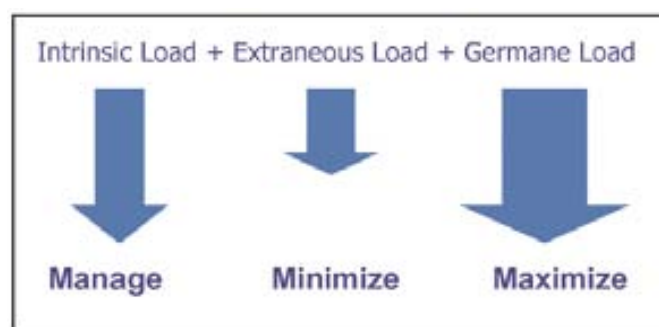 Intrinsic Load + Extraneous Load + Germane Load
Manage Minimize Maximize